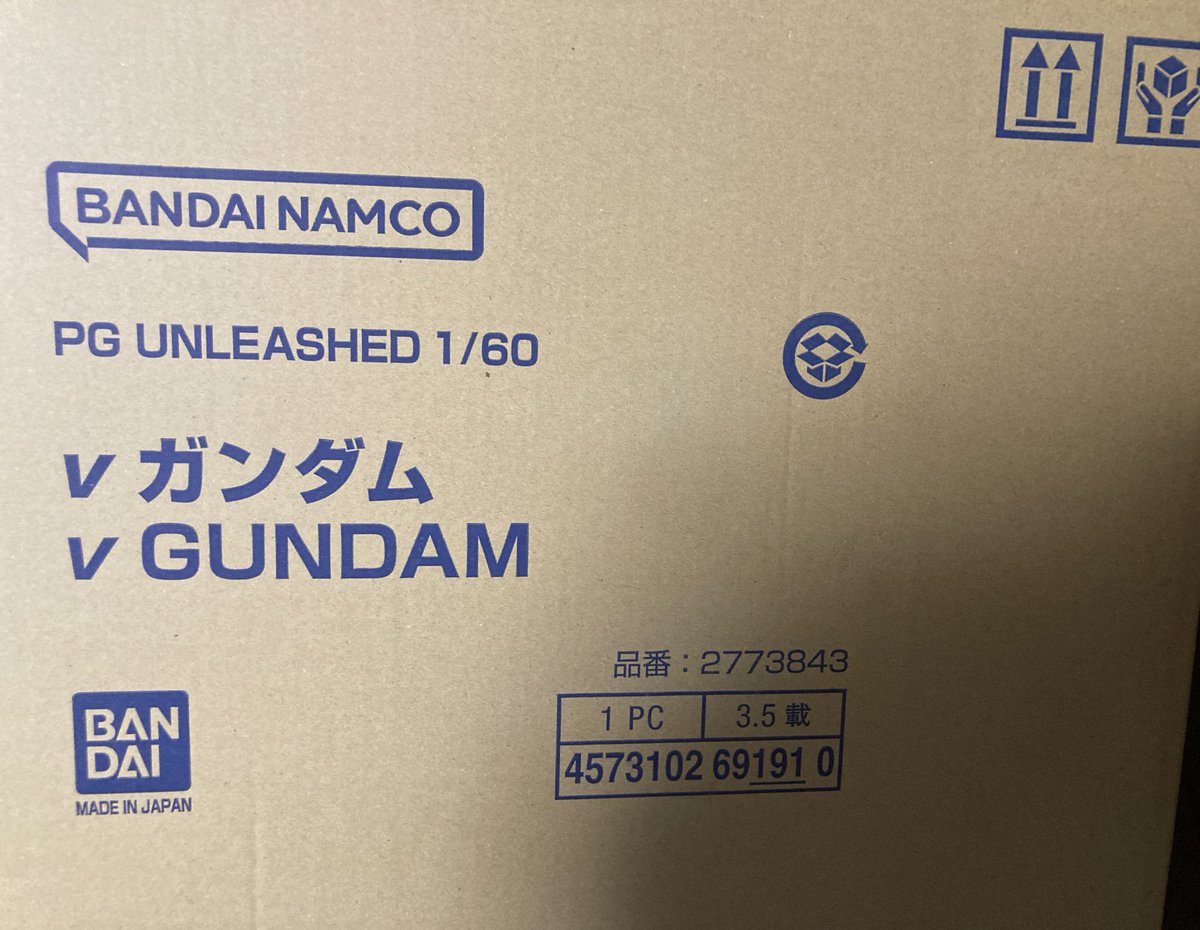 BANDAI NAMCO
PG UNLEASHED 1/60
ν ガンダム
ν GUNDAM
品番：2773843
1 PC
3.5 載
4573102 69191 0
BAN
DAI
MADE IN JAPAN